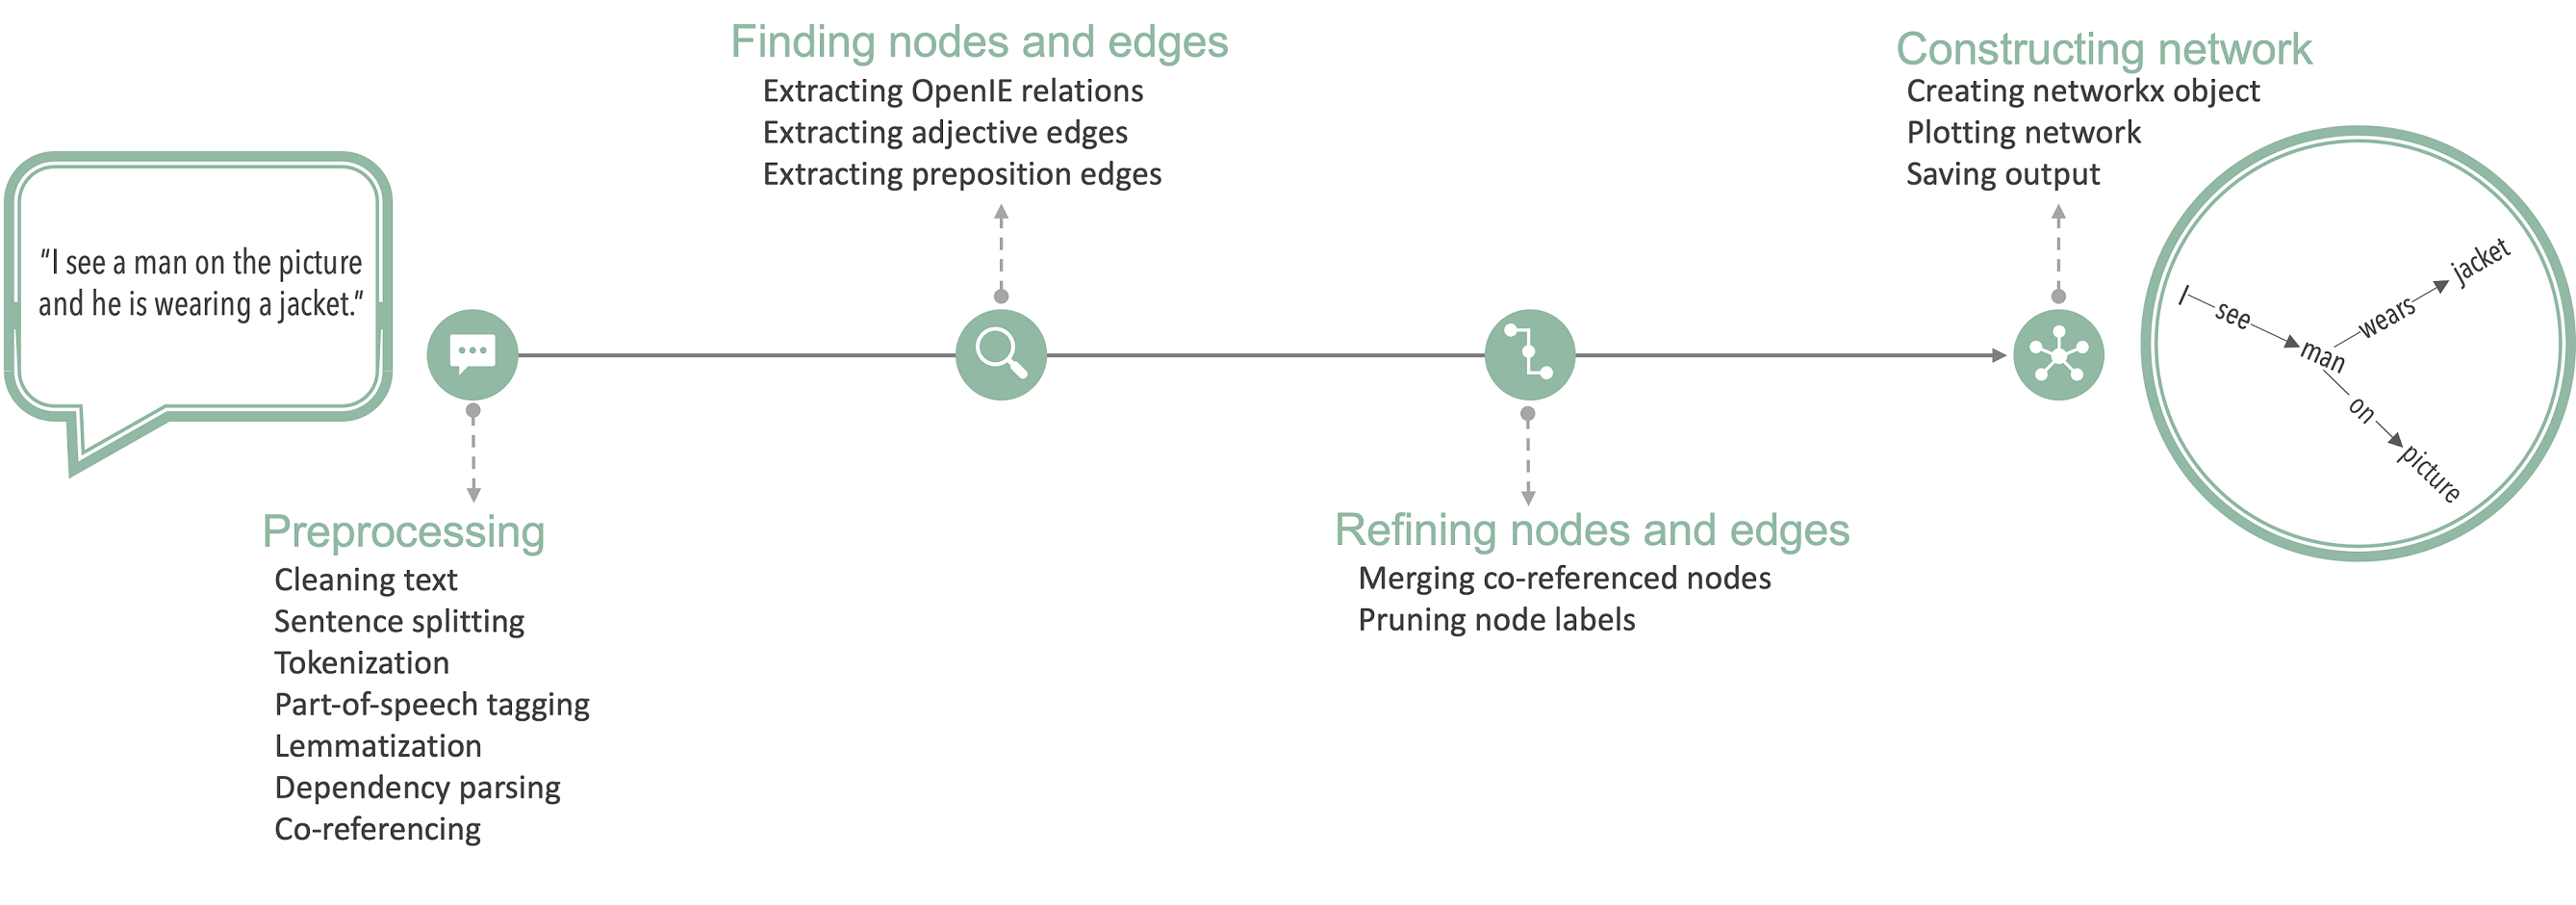 “I see a man on the picture
and he is wearing a jacket.”
Preprocessing
Cleaning text
Sentence splitting
Tokenization
Part-of-speech tagging
Lemmatization
Dependency parsing
Co-referencing
Finding nodes and edges
Extracting OpenIE relations
Extracting adjective edges
Extracting preposition edges
Refining nodes and edges
Merging co-referenced nodes
Pruning node labels
Constructing network
Creating networkx object
Plotting network
Saving output
I
see
man
wears
jacket
on
picture